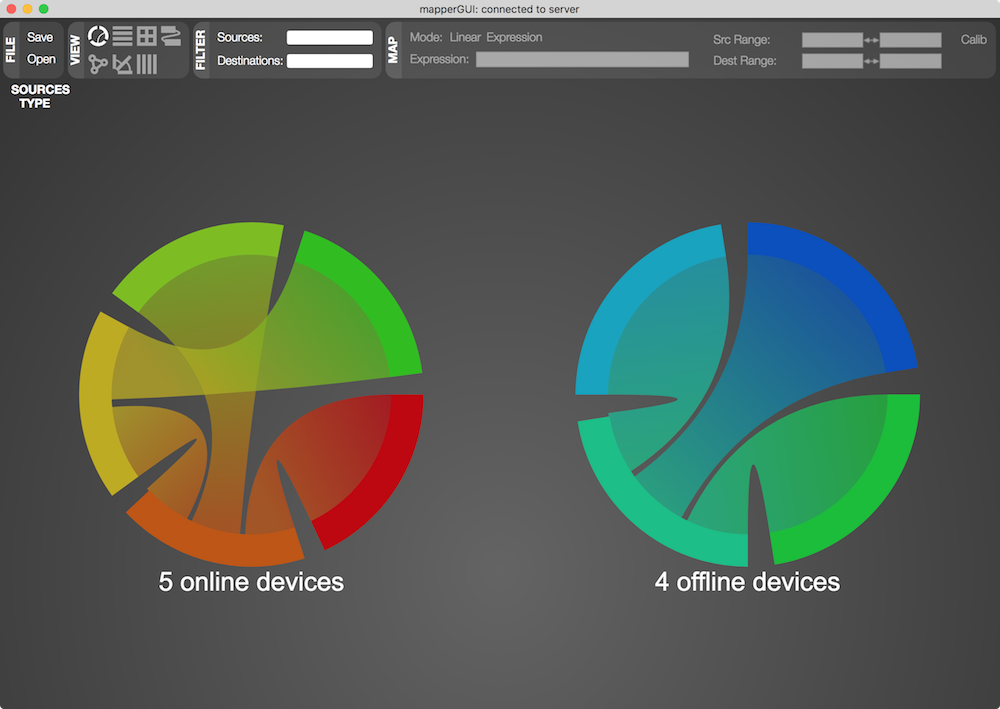 mapperGUI: connected to server
FILE
Save
Open
VIEW
FILTER
Sources:
Destinations:
MAP
Mode: Linear Expression
Expression:
Src Range:
Dest Range:
Calib
SOURCES
TYPE
5 online devices
4 offline devices